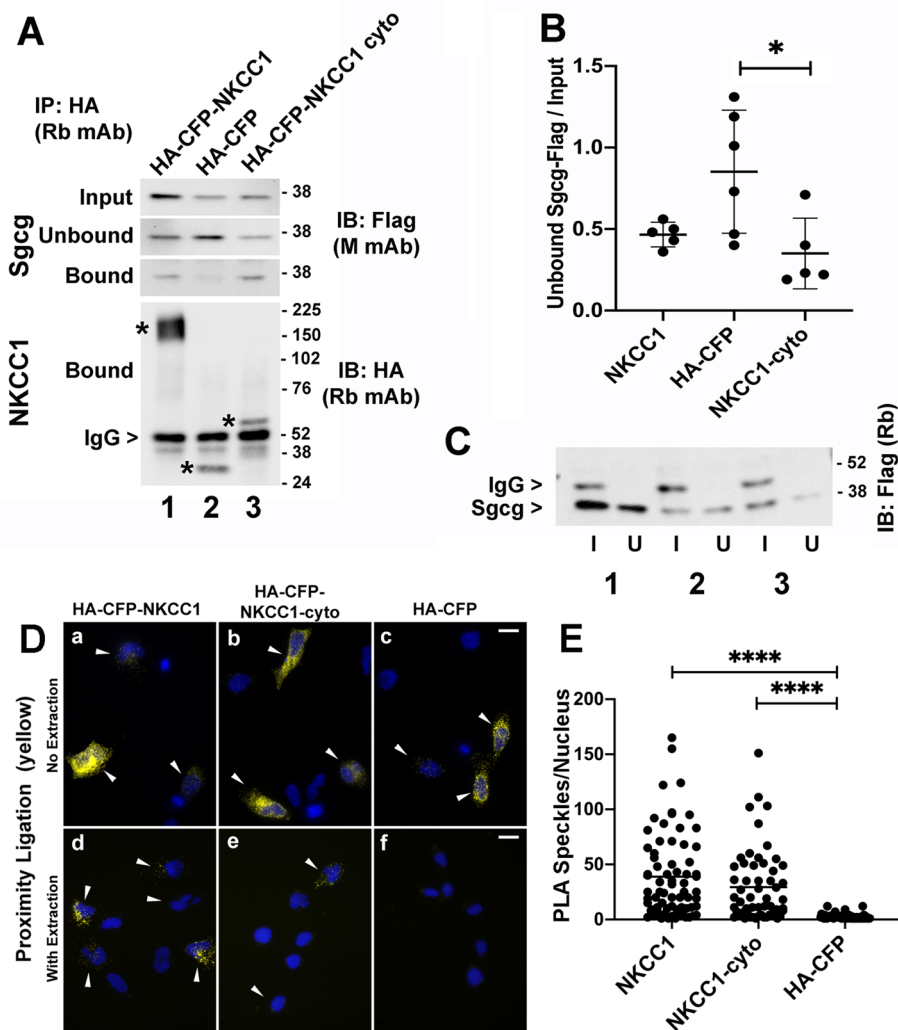 A
IP: HA
(Rb mAb)
HA-CFP-NKCC1
HA-CFP
HA-CFP-NKCC1 cyto
Sgcg
Input
- 38
Unbound
- 38
IB: Flag
(M mAb)
Bound
- 38
NKCC1
*
Bound
- 225
- 150
- 102
- 76
IB: HA
(Rb mAb)
*
IgG >
- 52
- 38
*
- 24
1 2 3
B
*
Unbound Sgcg-Flag / Input
1.5
1.0
0.5
0.0
NKCC1
HA-CFP
NKCC1-cyto
C
IgG >
Sgcg >
- 52
- 38
IB: Flag (Rb)
I U I U I U
1 2 3
D
HA-CFP-NKCC1
HA-CFP-
NKCC1-cyto
HA-CFP
Proximity Ligation (yellow)
No Extraction
a
b
c
With Extraction
d
e
f
E
****
****
PLA Speckles/Nucleus
200
150
100
50
0
NKCC1
NKCC1-cyto
HA-CFP